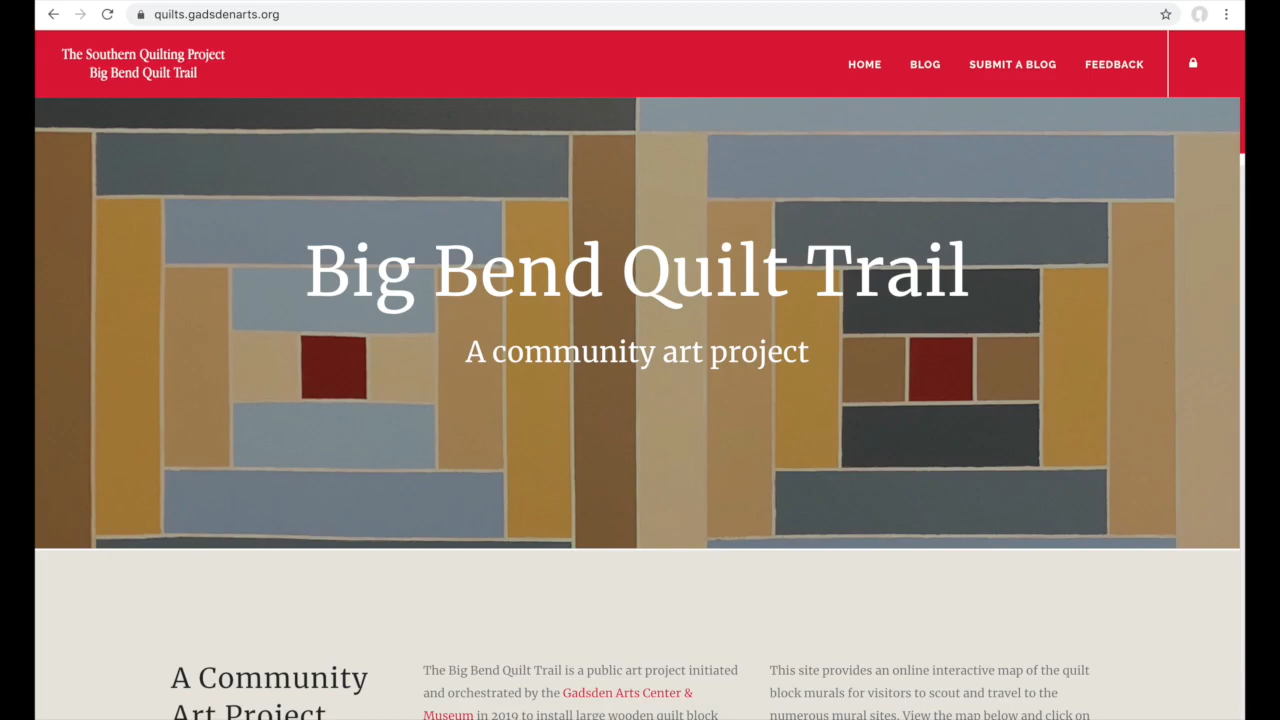 quilts.gadsdenarts.org
The Southern Quilting Project
Big Bend Quilt Trail
HOME BLOG SUBMIT A BLOG FEEDBACK
Big Bend Quilt Trail
A community art project
A Community
Art Project
The Big Bend Quilt Trail is a public art project initiated
and orchestrated by the Gadsden Arts Center &
Museum in 2019 to install large wooden quilt block
This site provides an online interactive map of the quilt
block murals for visitors to scout and travel to the
numerous mural sites. View the map below and click on